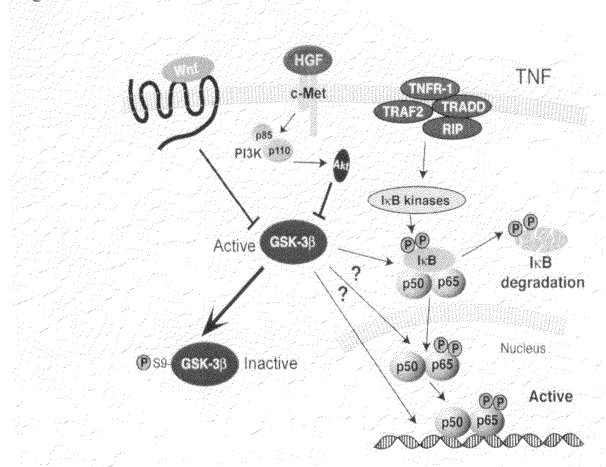 Wnt
HGF
TNF
c-Met
TNFR-1
TRAF2
TRADD
RIP
p85
PI3K
p110
Akt
IκB kinases
Active
GSK-3β
P P
IκB
p50
p65
P P
IκB
degradation
?
?
P S9-
GSK-3β
Inactive
P P
p50
p65
Nucleus
P P
p50
p65
Active